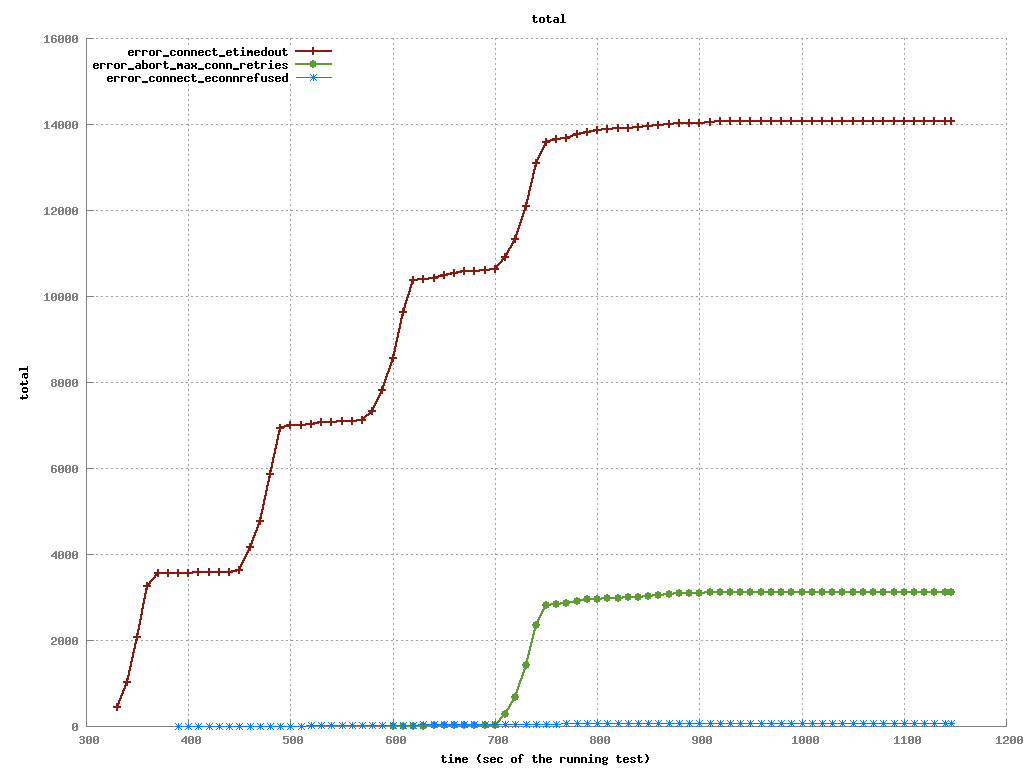 total
16000
14000
12000
10000
8000
6000
4000
2000
0
error_connect_etimedout
error_abort_max_conn_retries
error_connect_econnrefused
total
300 400 500 600 700 800 900 1000 1100 1200
time (sec of the running test)